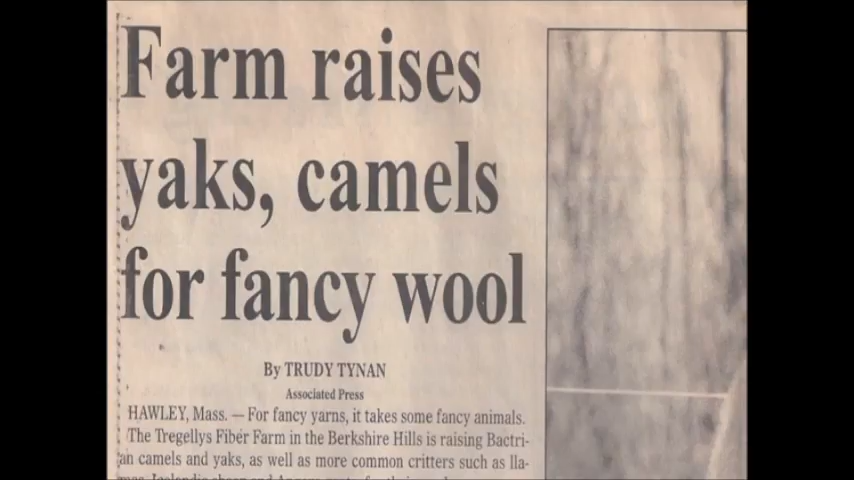 Farm raises
yaks, camels
for fancy wool
By TRUDY TYNAN
Associated Press
HAWLEY, Mass. — For fancy yarns, it takes some fancy animals.
The Tregellys Fiber Farm in the Berkshire Hills is raising Bactri-
an camels and yaks, as well as more common critters such as lla-